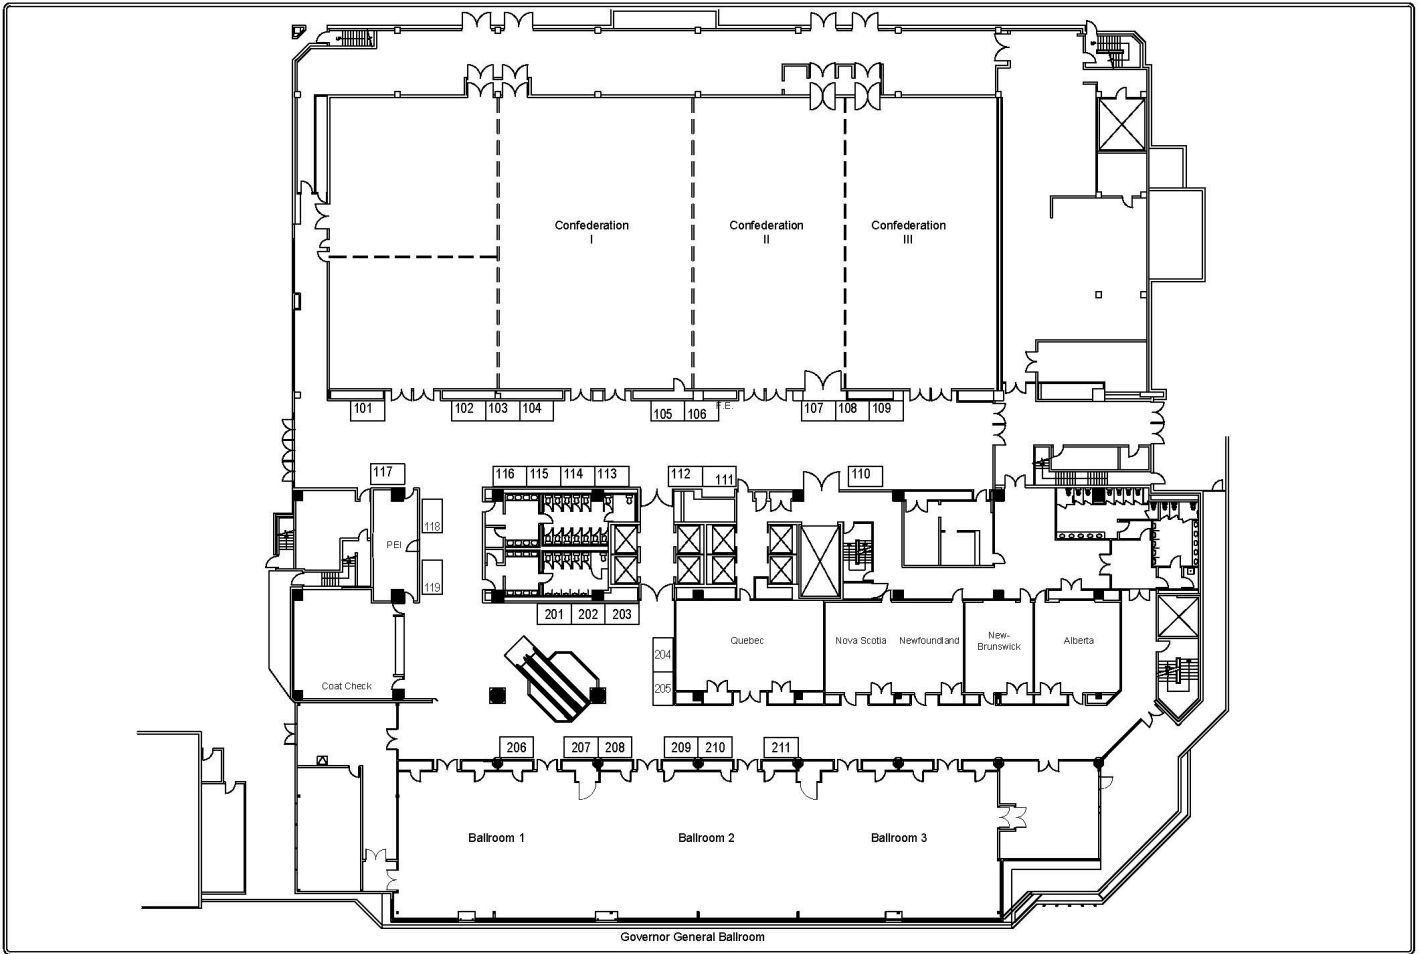 Confederation
I
Confederation
II
Confederation
III
101
102
103
104
105
106
F.E.
107
108
109
117
116
115
114
113
112
111
110
118
PEI
119
201
202
203
204
205
Quebec
Nova Scotia
Newfoundland
New-
Brunswick
Alberta
Coat Check
206
207
208
209
210
211
Ballroom 1
Ballroom 2
Ballroom 3
Governor General Ballroom